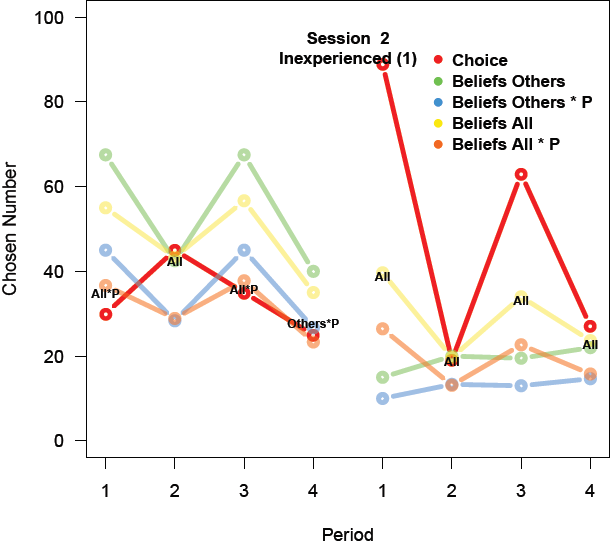 Session 2
Inexperienced (1)
Choice
Beliefs Others
Beliefs Others * P
Beliefs All
Beliefs All * P
100
80
60
40
20
0
Chosen Number
All*P
All
All*P
Others*P
All
All
All
All
1 2 3 4 1 2 3 4
Period